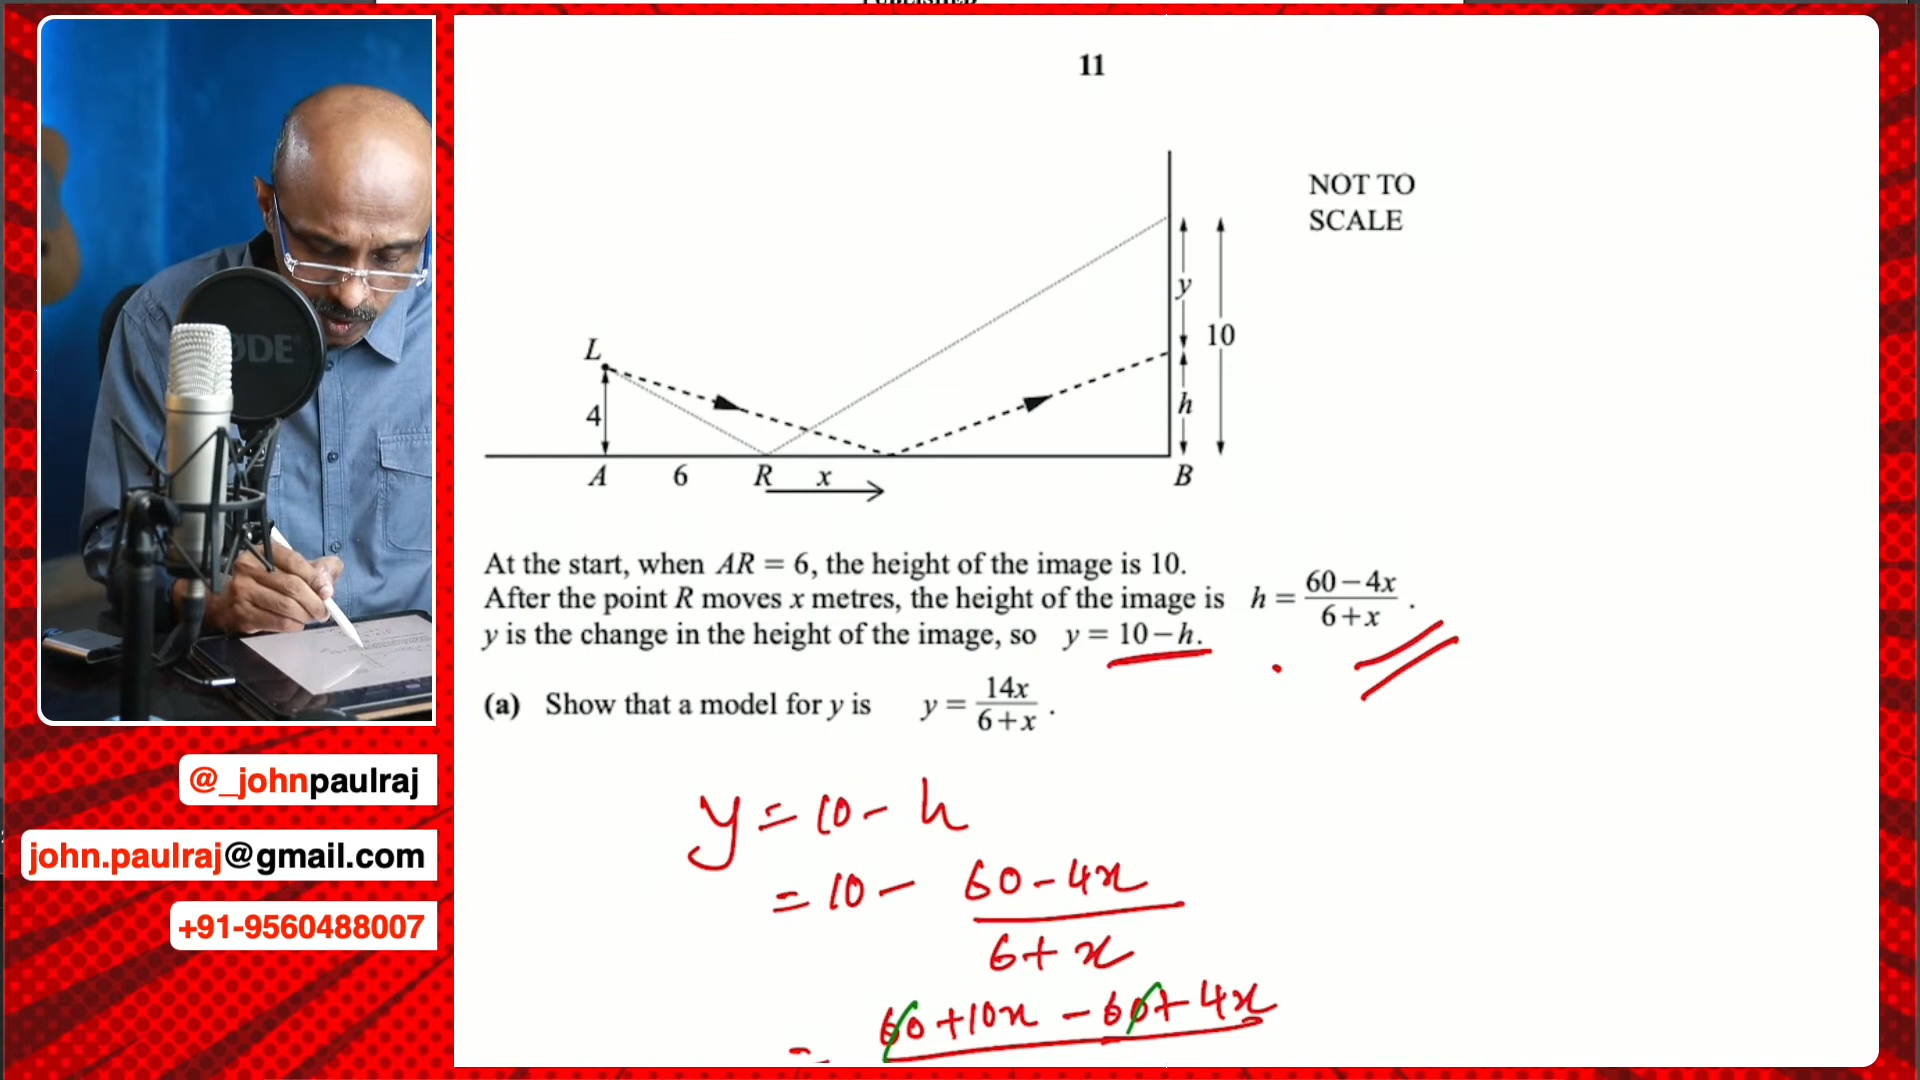 11
NOT TO
SCALE
y
10
L
4
h
A 6 R x B
At the start, when AR = 6, the height of the image is 10.
After the point R moves x metres, the height of the image is h = (60 − 4x)/(6 + x) .
y is the change in the height of the image, so y = 10 − h.
(a) Show that a model for y is y = 14x/(6 + x) .
y = 10 - h
= 10 - (60 - 4x)/(6 + x)
= 60 + 10x - 60 + 4x
@_johnpaulraj
john.paulraj@gmail.com
+91-9560488007